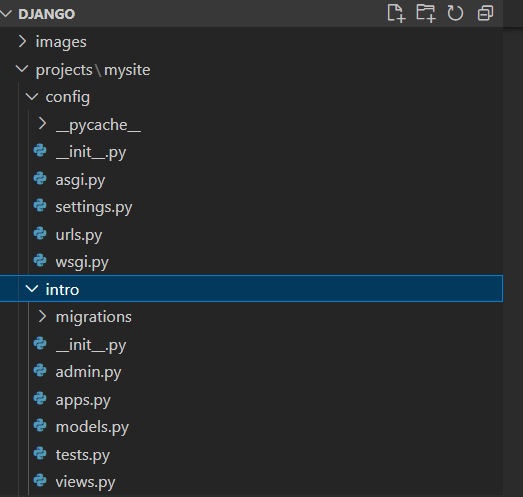 DJANGO
images
projects\mysite
config
__pycache__
__init__.py
asgi.py
settings.py
urls.py
wsgi.py
intro
migrations
__init__.py
admin.py
apps.py
models.py
tests.py
views.py